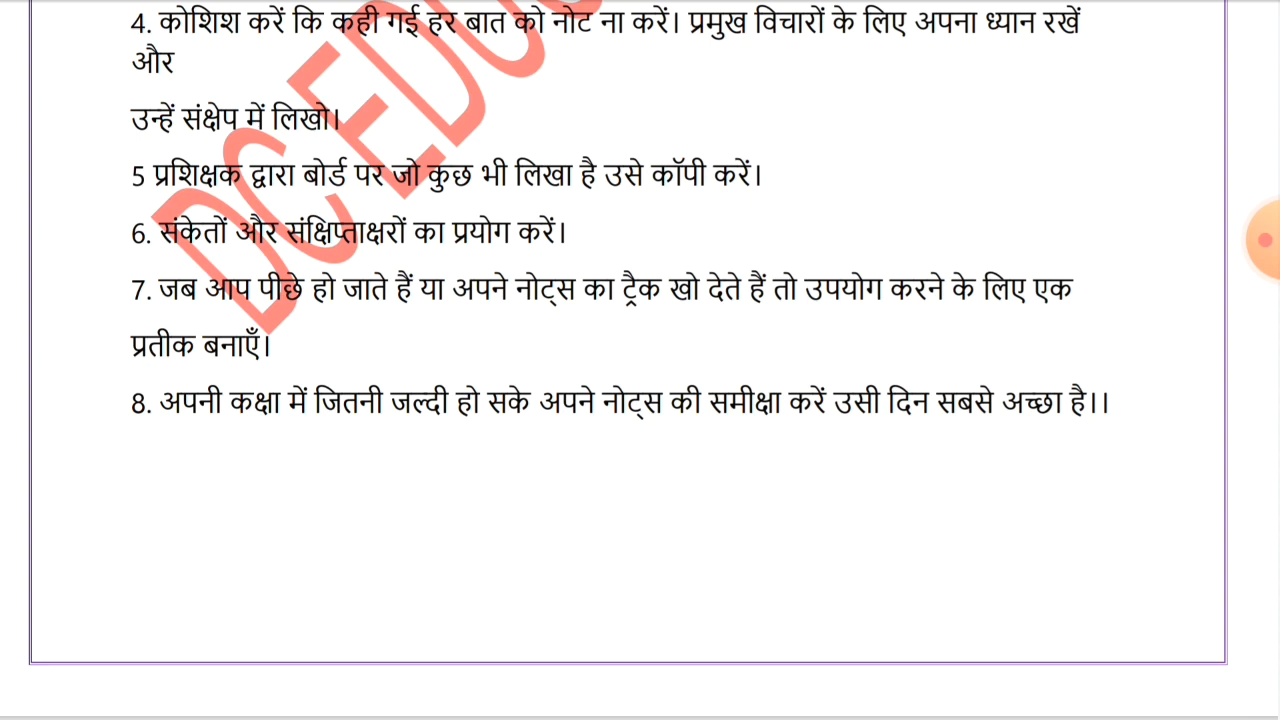 4. कोशिश करें कि कही गई हर बात को नोट ना करें। प्रमुख विचारों के लिए अपना ध्यान रखें
और
उन्हें संक्षेप में लिखो।
5 प्रशिक्षक द्वारा बोर्ड पर जो कुछ भी लिखा है उसे कॉपी करें।
6. संकेतों और संक्षिप्ताक्षरों का प्रयोग करें।
7. जब आप पीछे हो जाते हैं या अपने नोट्स का ट्रैक खो देते हैं तो उपयोग करने के लिए एक
प्रतीक बनाएँ।
8. अपनी कक्षा में जितनी जल्दी हो सके अपने नोट्स की समीक्षा करें उसी दिन सबसे अच्छा है।।
DC